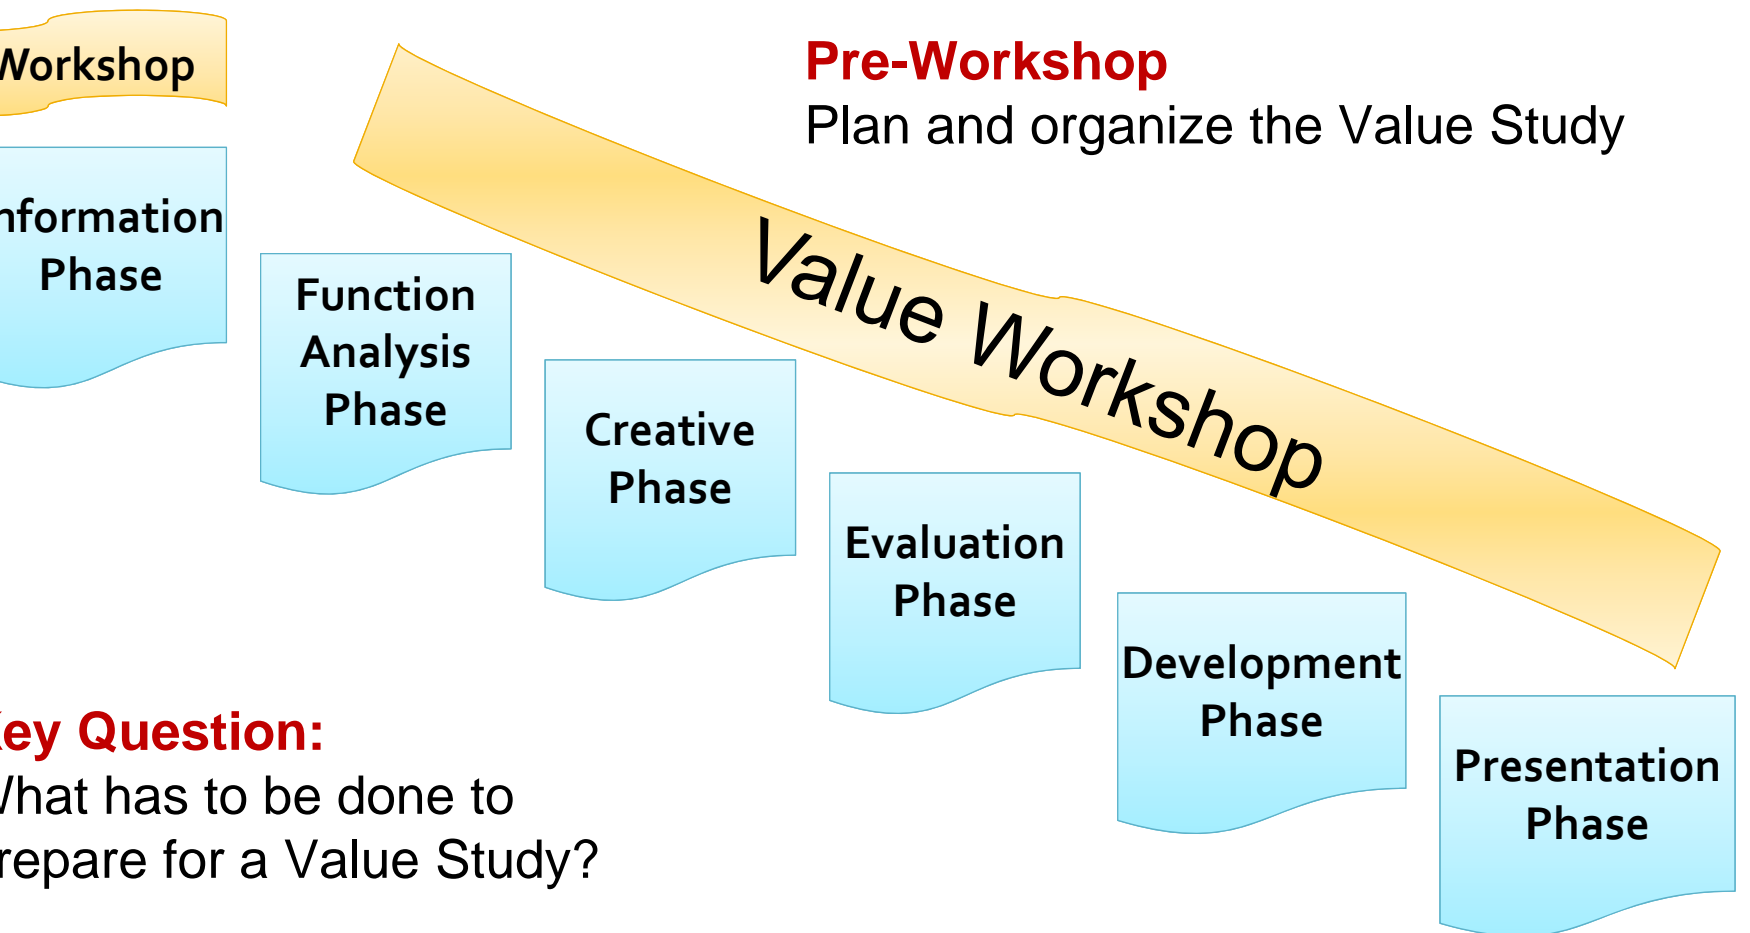 Workshop
Pre-Workshop
Plan and organize the Value Study
Value Workshop
nformation
Phase
Function
Analysis
Phase
Creative
Phase
Evaluation
Phase
Development
Phase
Presentation
Phase
ey Question:
What has to be done to
repare for a Value Study?